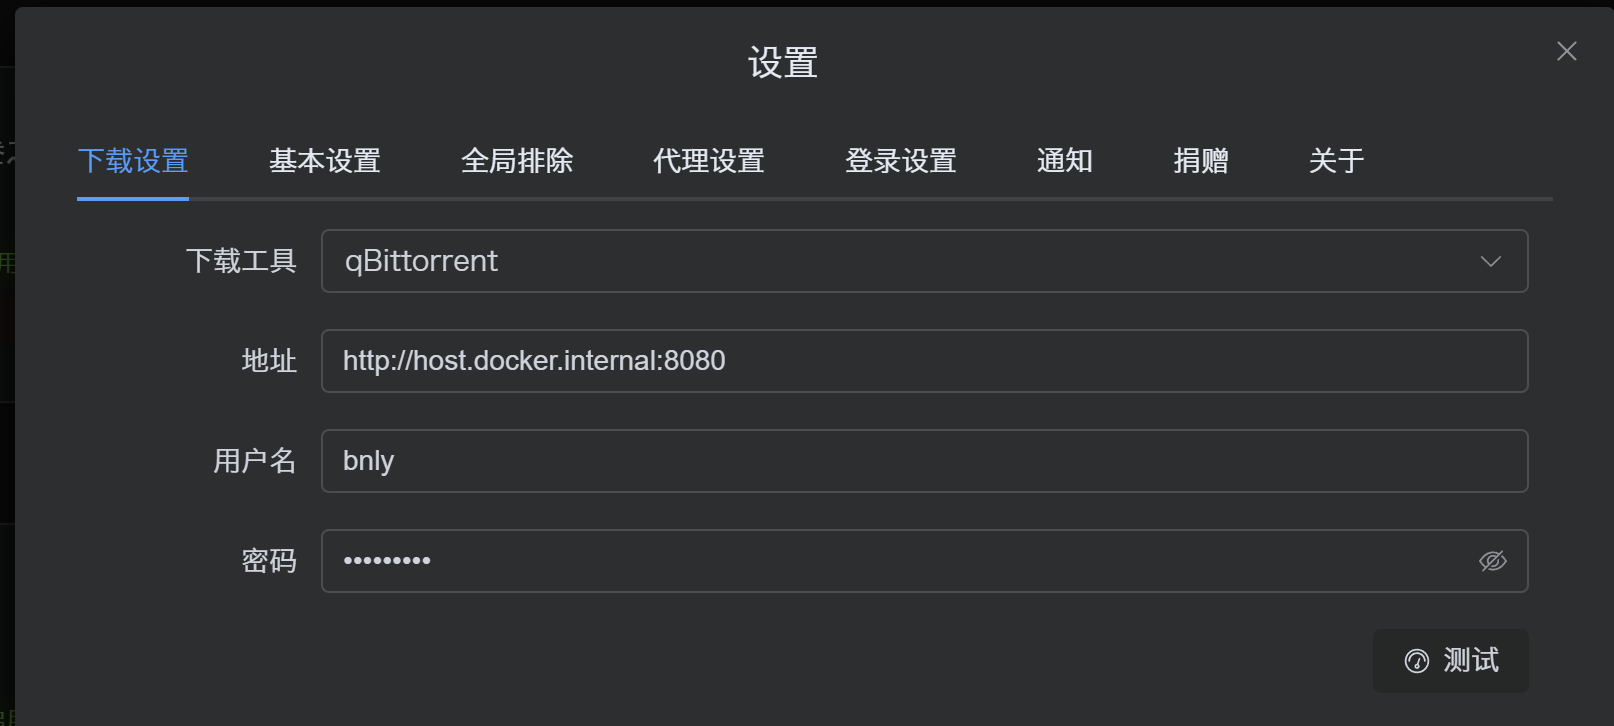 设置
下载设置 基本设置 全局排除 代理设置 登录设置 通知 捐赠 关于
下载工具 qBittorrent
地址 http://host.docker.internal:8080
用户名 bnly
密码 •••••••••
测试